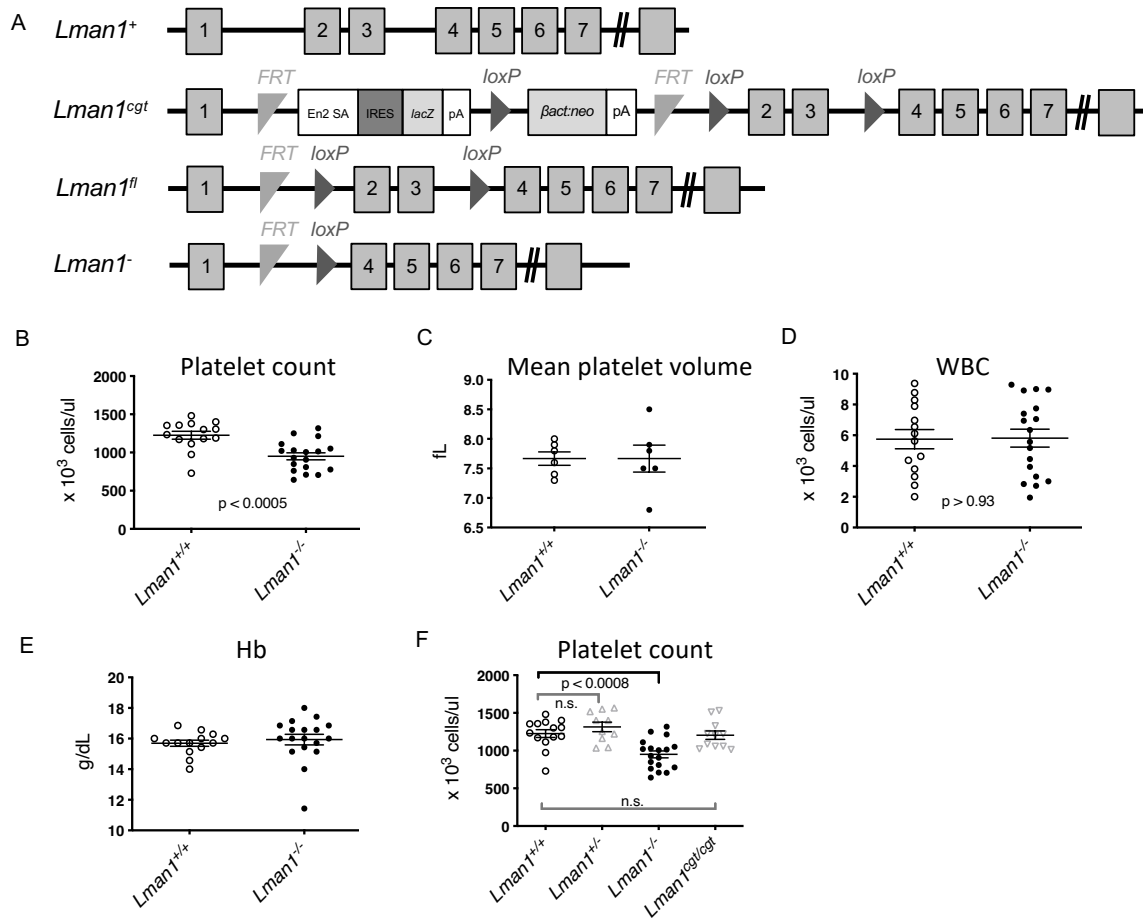 A
Lman1+
1 2 3 4 5 6 7
FRT loxP FRT loxP loxP
Lman1cgt
1 En2 SA IRES lacZ pA βact:neo pA 2 3 4 5 6 7
FRT loxP loxP
Lman1fl
1 2 3 4 5 6 7
FRT loxP
Lman1-
1 4 5 6 7
B
Platelet count
x 10³ cells/ul
2000
1500
1000
500
0
p < 0.0005
Lman1+/+
Lman1-/-
C
Mean platelet volume
fL
9.0
8.5
8.0
7.5
7.0
6.5
Lman1+/+
Lman1-/-
D
WBC
x 10³ cells/ul
10
8
6
4
2
0
p > 0.93
Lman1+/+
Lman1-/-
E
Hb
g/dL
20
18
16
14
12
10
Lman1+/+
Lman1-/-
F
Platelet count
x 10³ cells/ul
2000
1500
1000
500
0
p < 0.0008
n.s.
n.s.
Lman1+/+
Lman1+/-
Lman1-/-
Lman1cgt/cgt